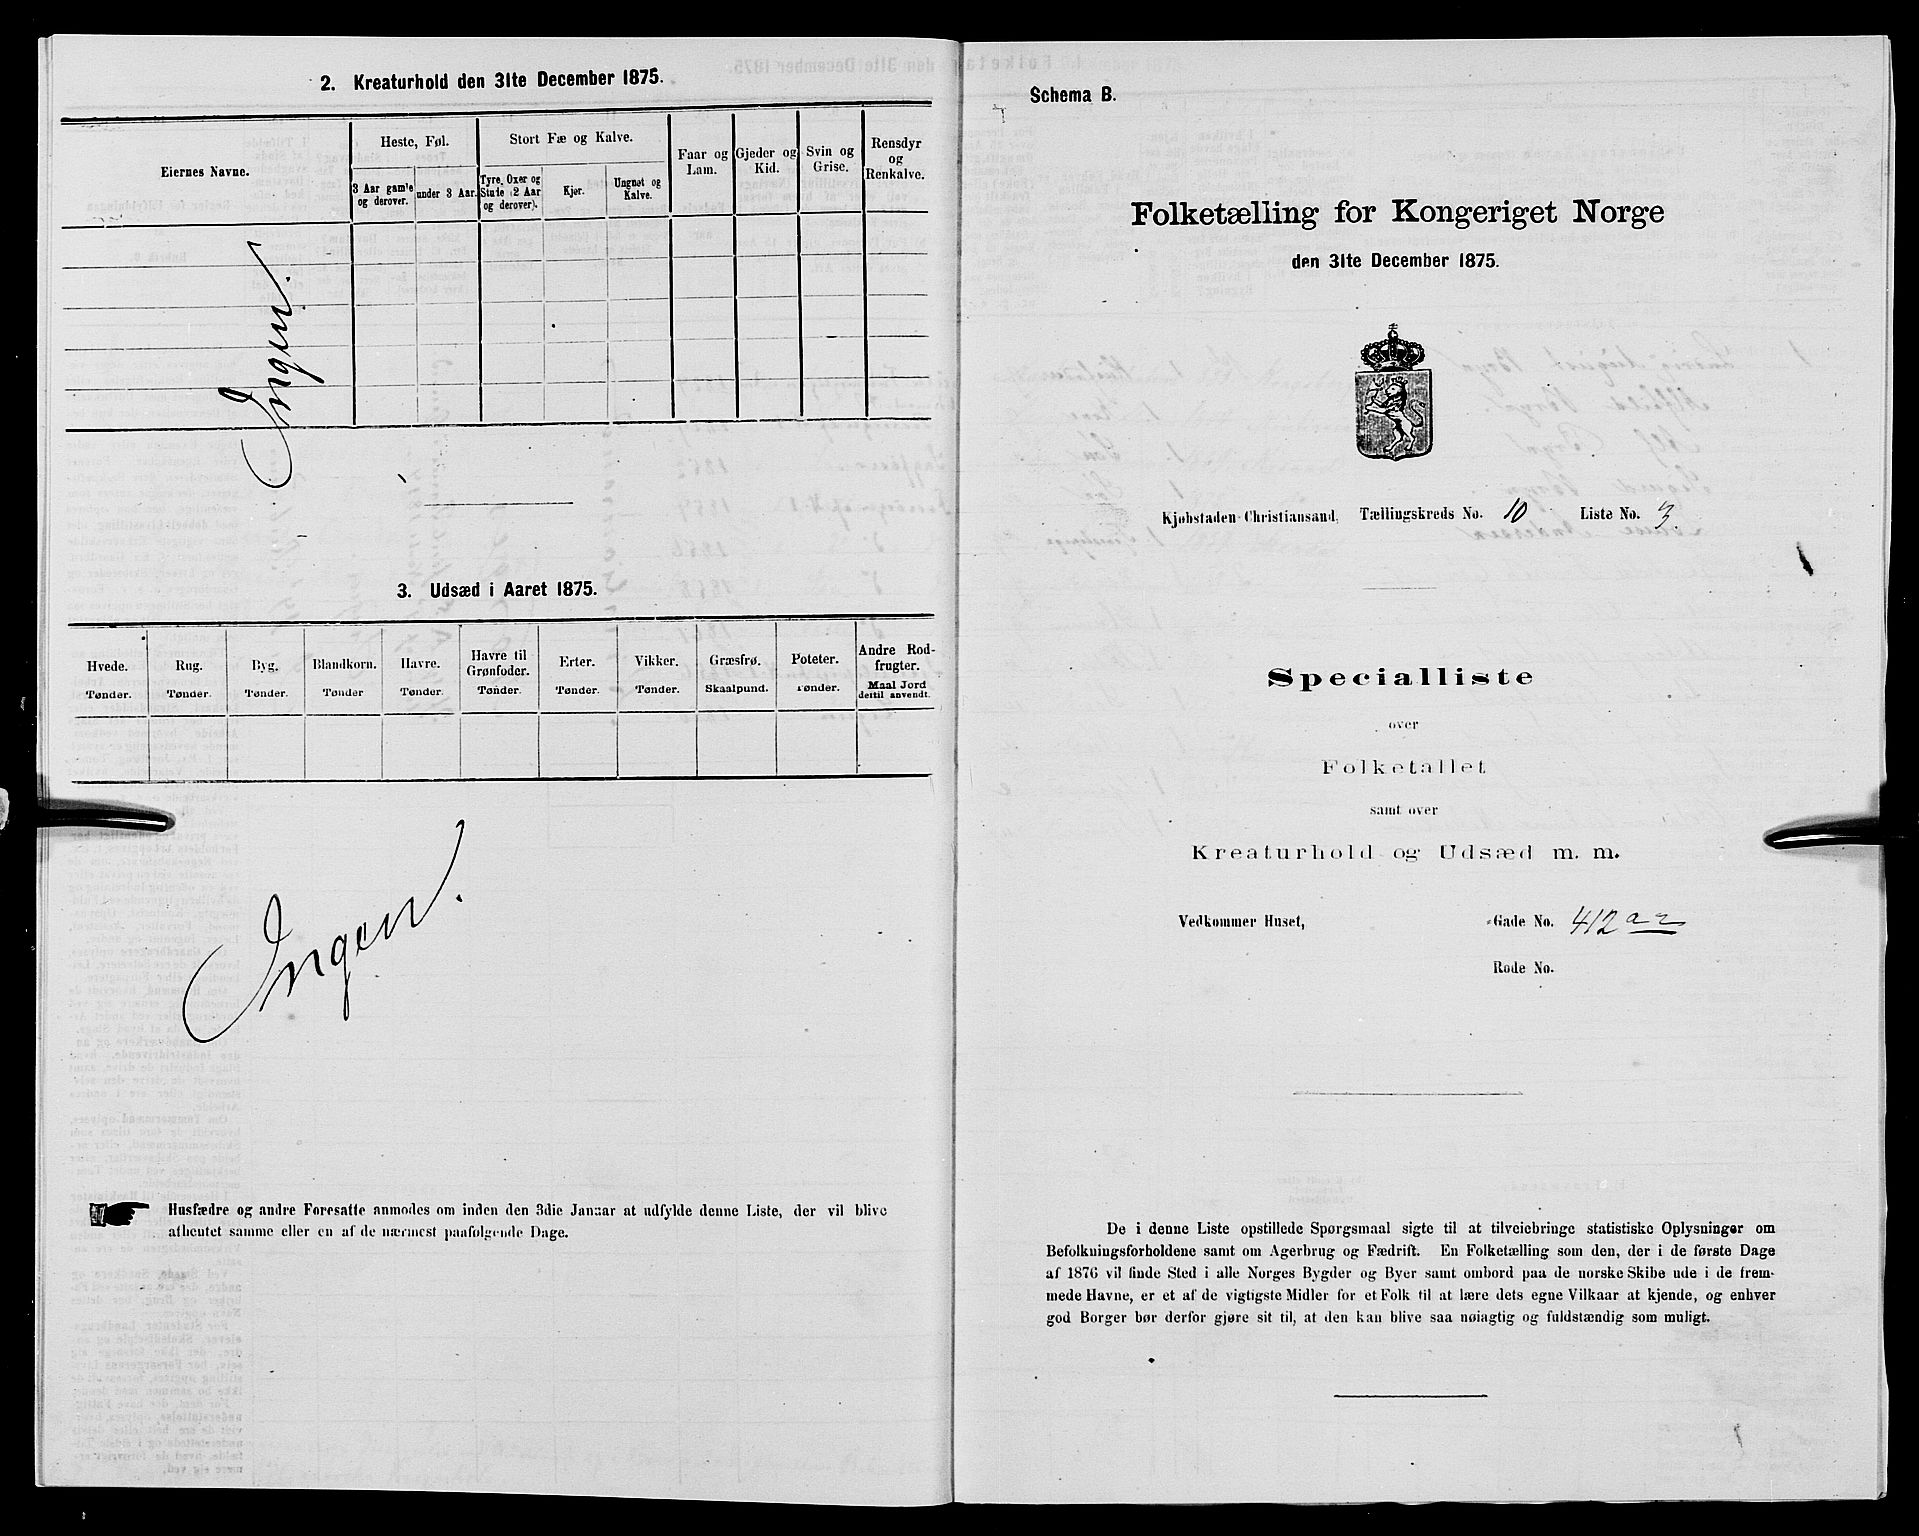 2. Kreaturhold den 31te December 1875.
Eiernes Navne.
Heste, Føl.
3 Aar gamle og derover.
under 3 Aar.
Stort Fæ og Kalve.
Tyre, Oxer og Stude (2 Aar og derover).
Kjør.
Ungnøt og Kalve.
Faar og Lam.
Gjeder og Kid.
Svin og Grise.
Rensdyr og Renkalve.
Ingen.
3. Udsæd i Aaret 1875.
Hvede. Rug. Byg. Blandkorn. Havre. Havre til Grønfoder. Erter. Vikker. Græsfrø. Poteter. Andre Rodfrugter.
Tønder. Tønder. Tønder. Tønder Tønder. Tønder. Tønder. Tønder. Skaalpund. Tønder. Maal Jord dertil anvendt.
Ingen.
Husfædre og andre Foresatte anmodes om inden den 3die Januar at udfylde denne Liste, der vil blive
afhentet samme eller en af de nærmest paafølgende Dage.
Schema B.
Folketælling for Kongeriget Norge
den 31te December 1875.
Kjøbstaden Christiansand, Tællingskreds No. 10 Liste No. 3.
Specialliste
over
Folketallet
samt over
Kreaturhold og Udsæd m. m.
Vedkommer Huset, Gade No. 412
Rode No.
De i denne Liste opstillede Spørgsmaal sigte til at tilveiebringe statistiske Oplysninger om
Befolkningsforholdene samt om Agerbrug og Fædrift. En Folketælling som den, der i de første Dage
af 1876 vil finde Sted i alle Norges Bygder og Byer samt ombord paa de norske Skibe ude i de frem-
mede Havne, er et af de vigtigste Midler for et Folk til at lære dets egne Vilkaar at kjende, og enhver
god Borger bør derfor gjøre sit til, at den kan blive saa nøiagtig og fuldstændig som muligt.